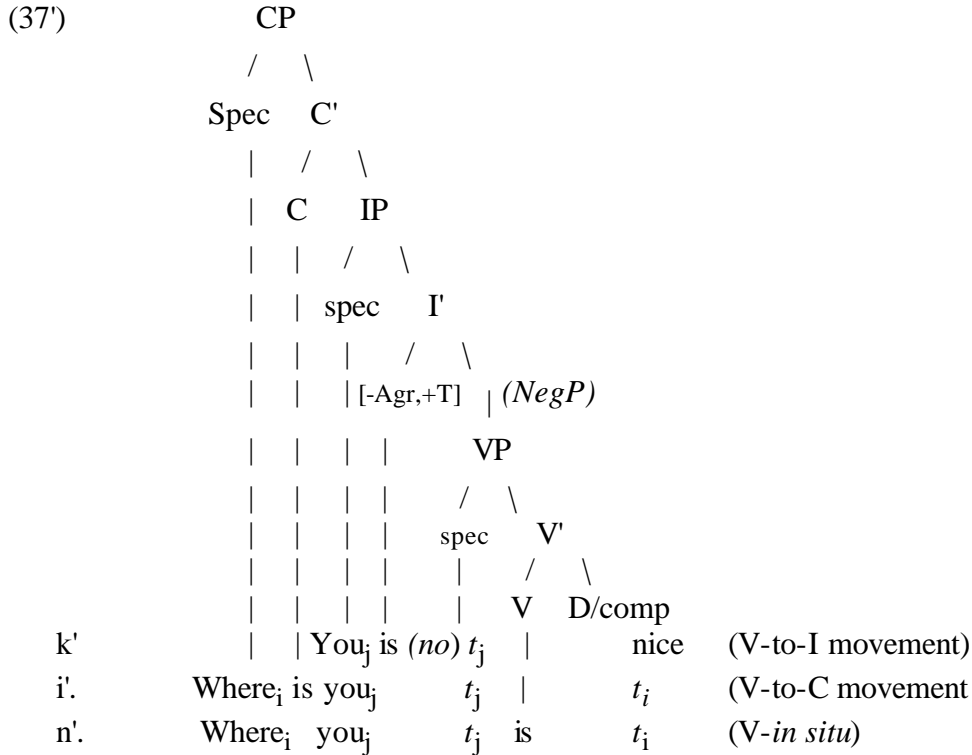 (37') CP
/ \
Spec C'
| / \
| C IP
| | / \
| | spec I'
| | | / \
| | | [-Agr,+T] | (NegP)
| | | | VP
| | | | / \
| | | | spec V'
| | | | | / \
| | | | | V D/comp
k' | | Youj is (no) tj | nice (V-to-I movement)
i'. Wherei is youj tj | ti (V-to-C movement
n'. Wherei youj tj is ti (V-in situ)